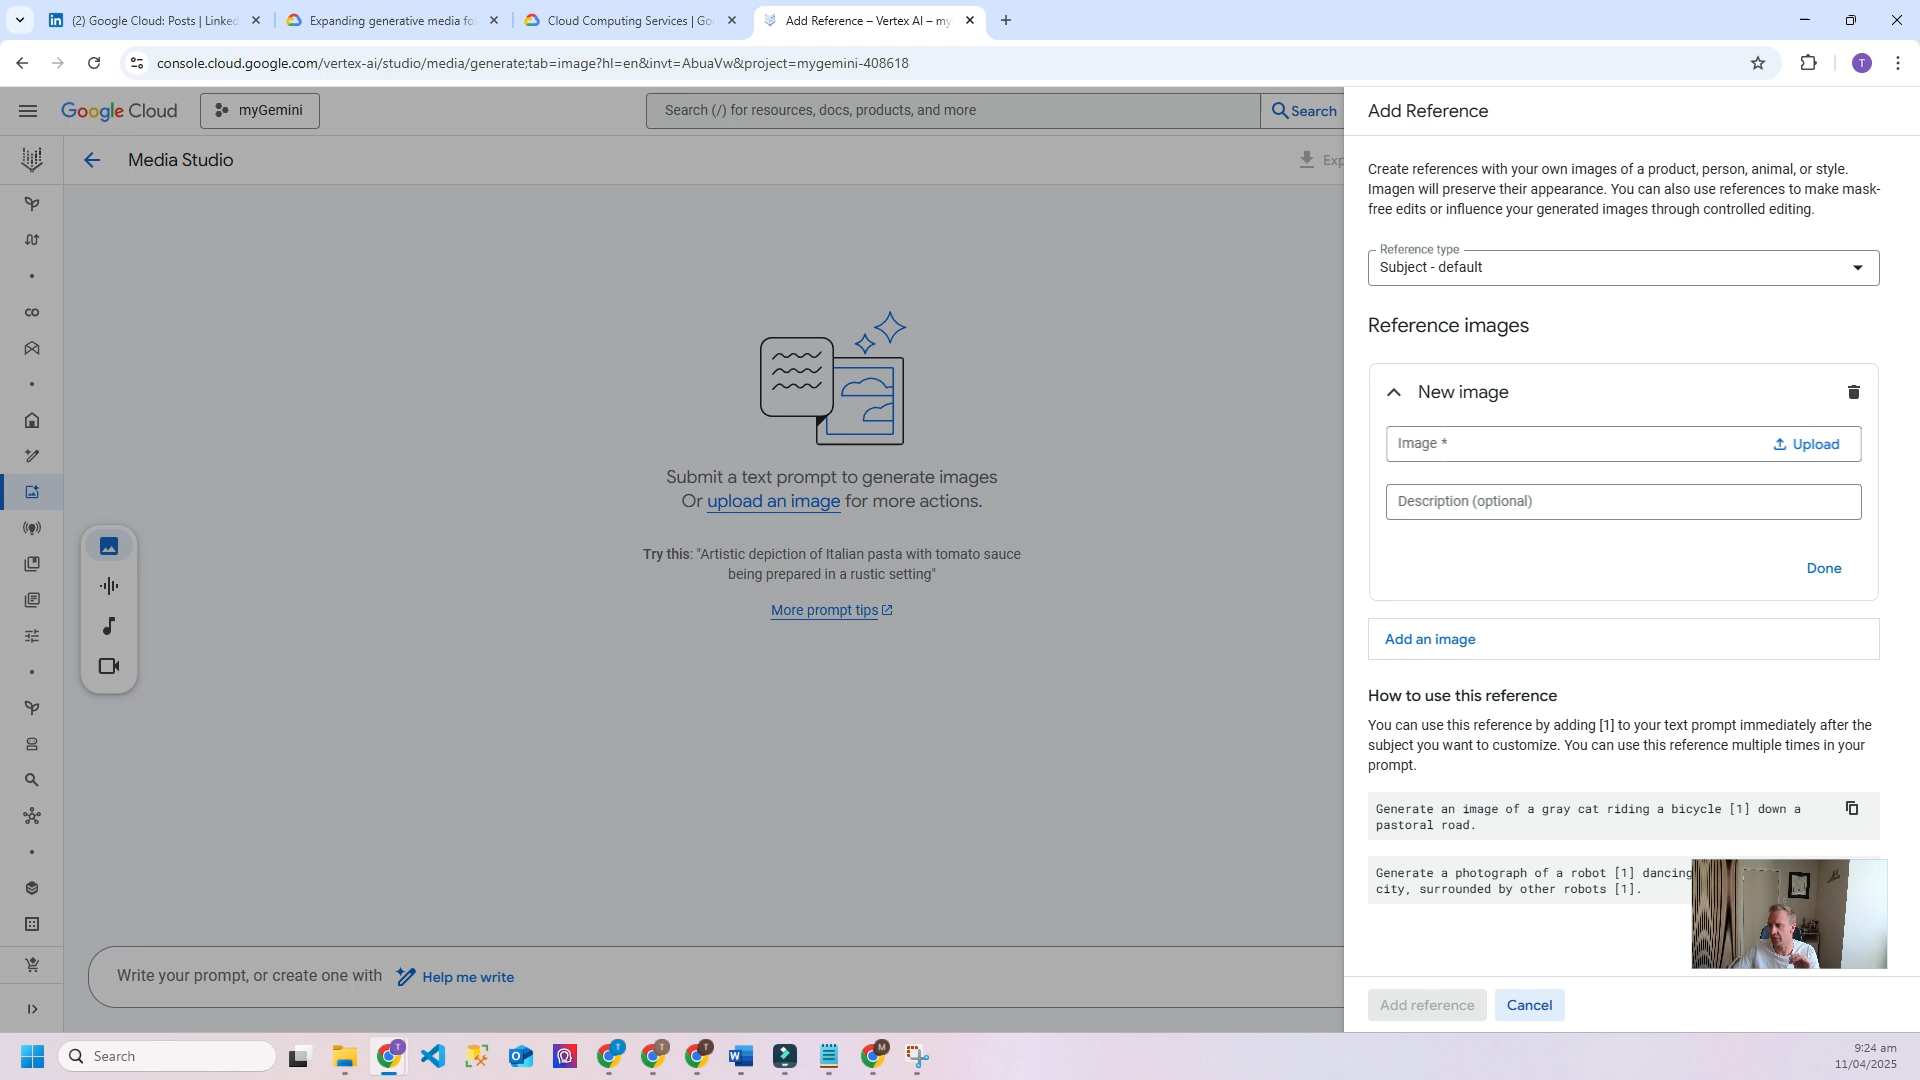 (2) Google Cloud: Posts | Linked
Expanding generative media fo
Cloud Computing Services | Go
Add Reference – Vertex AI – my
console.cloud.google.com/vertex-ai/studio/media/generate;tab=image?hl=en&invt=AbuaVw&project=mygemini-408618
T
Google Cloud
myGemini
Search (/) for resources, docs, products, and more
Search
Add Reference
Media Studio
Exp
Create references with your own images of a product, person, animal, or style.
Imagen will preserve their appearance. You can also use references to make mask-
free edits or influence your generated images through controlled editing.
Reference type
Subject - default
Reference images
New image
Image *
Upload
Description (optional)
Done
Add an image
Submit a text prompt to generate images
Or upload an image for more actions.
Try this: "Artistic depiction of Italian pasta with tomato sauce
being prepared in a rustic setting"
More prompt tips
How to use this reference
You can use this reference by adding [1] to your text prompt immediately after the
subject you want to customize. You can use this reference multiple times in your
prompt.
Generate an image of a gray cat riding a bicycle [1] down a
pastoral road.
Generate a photograph of a robot [1] dancing
city, surrounded by other robots [1].
Write your prompt, or create one with
Help me write
Add reference
Cancel
Search
9:24 am
11/04/2025